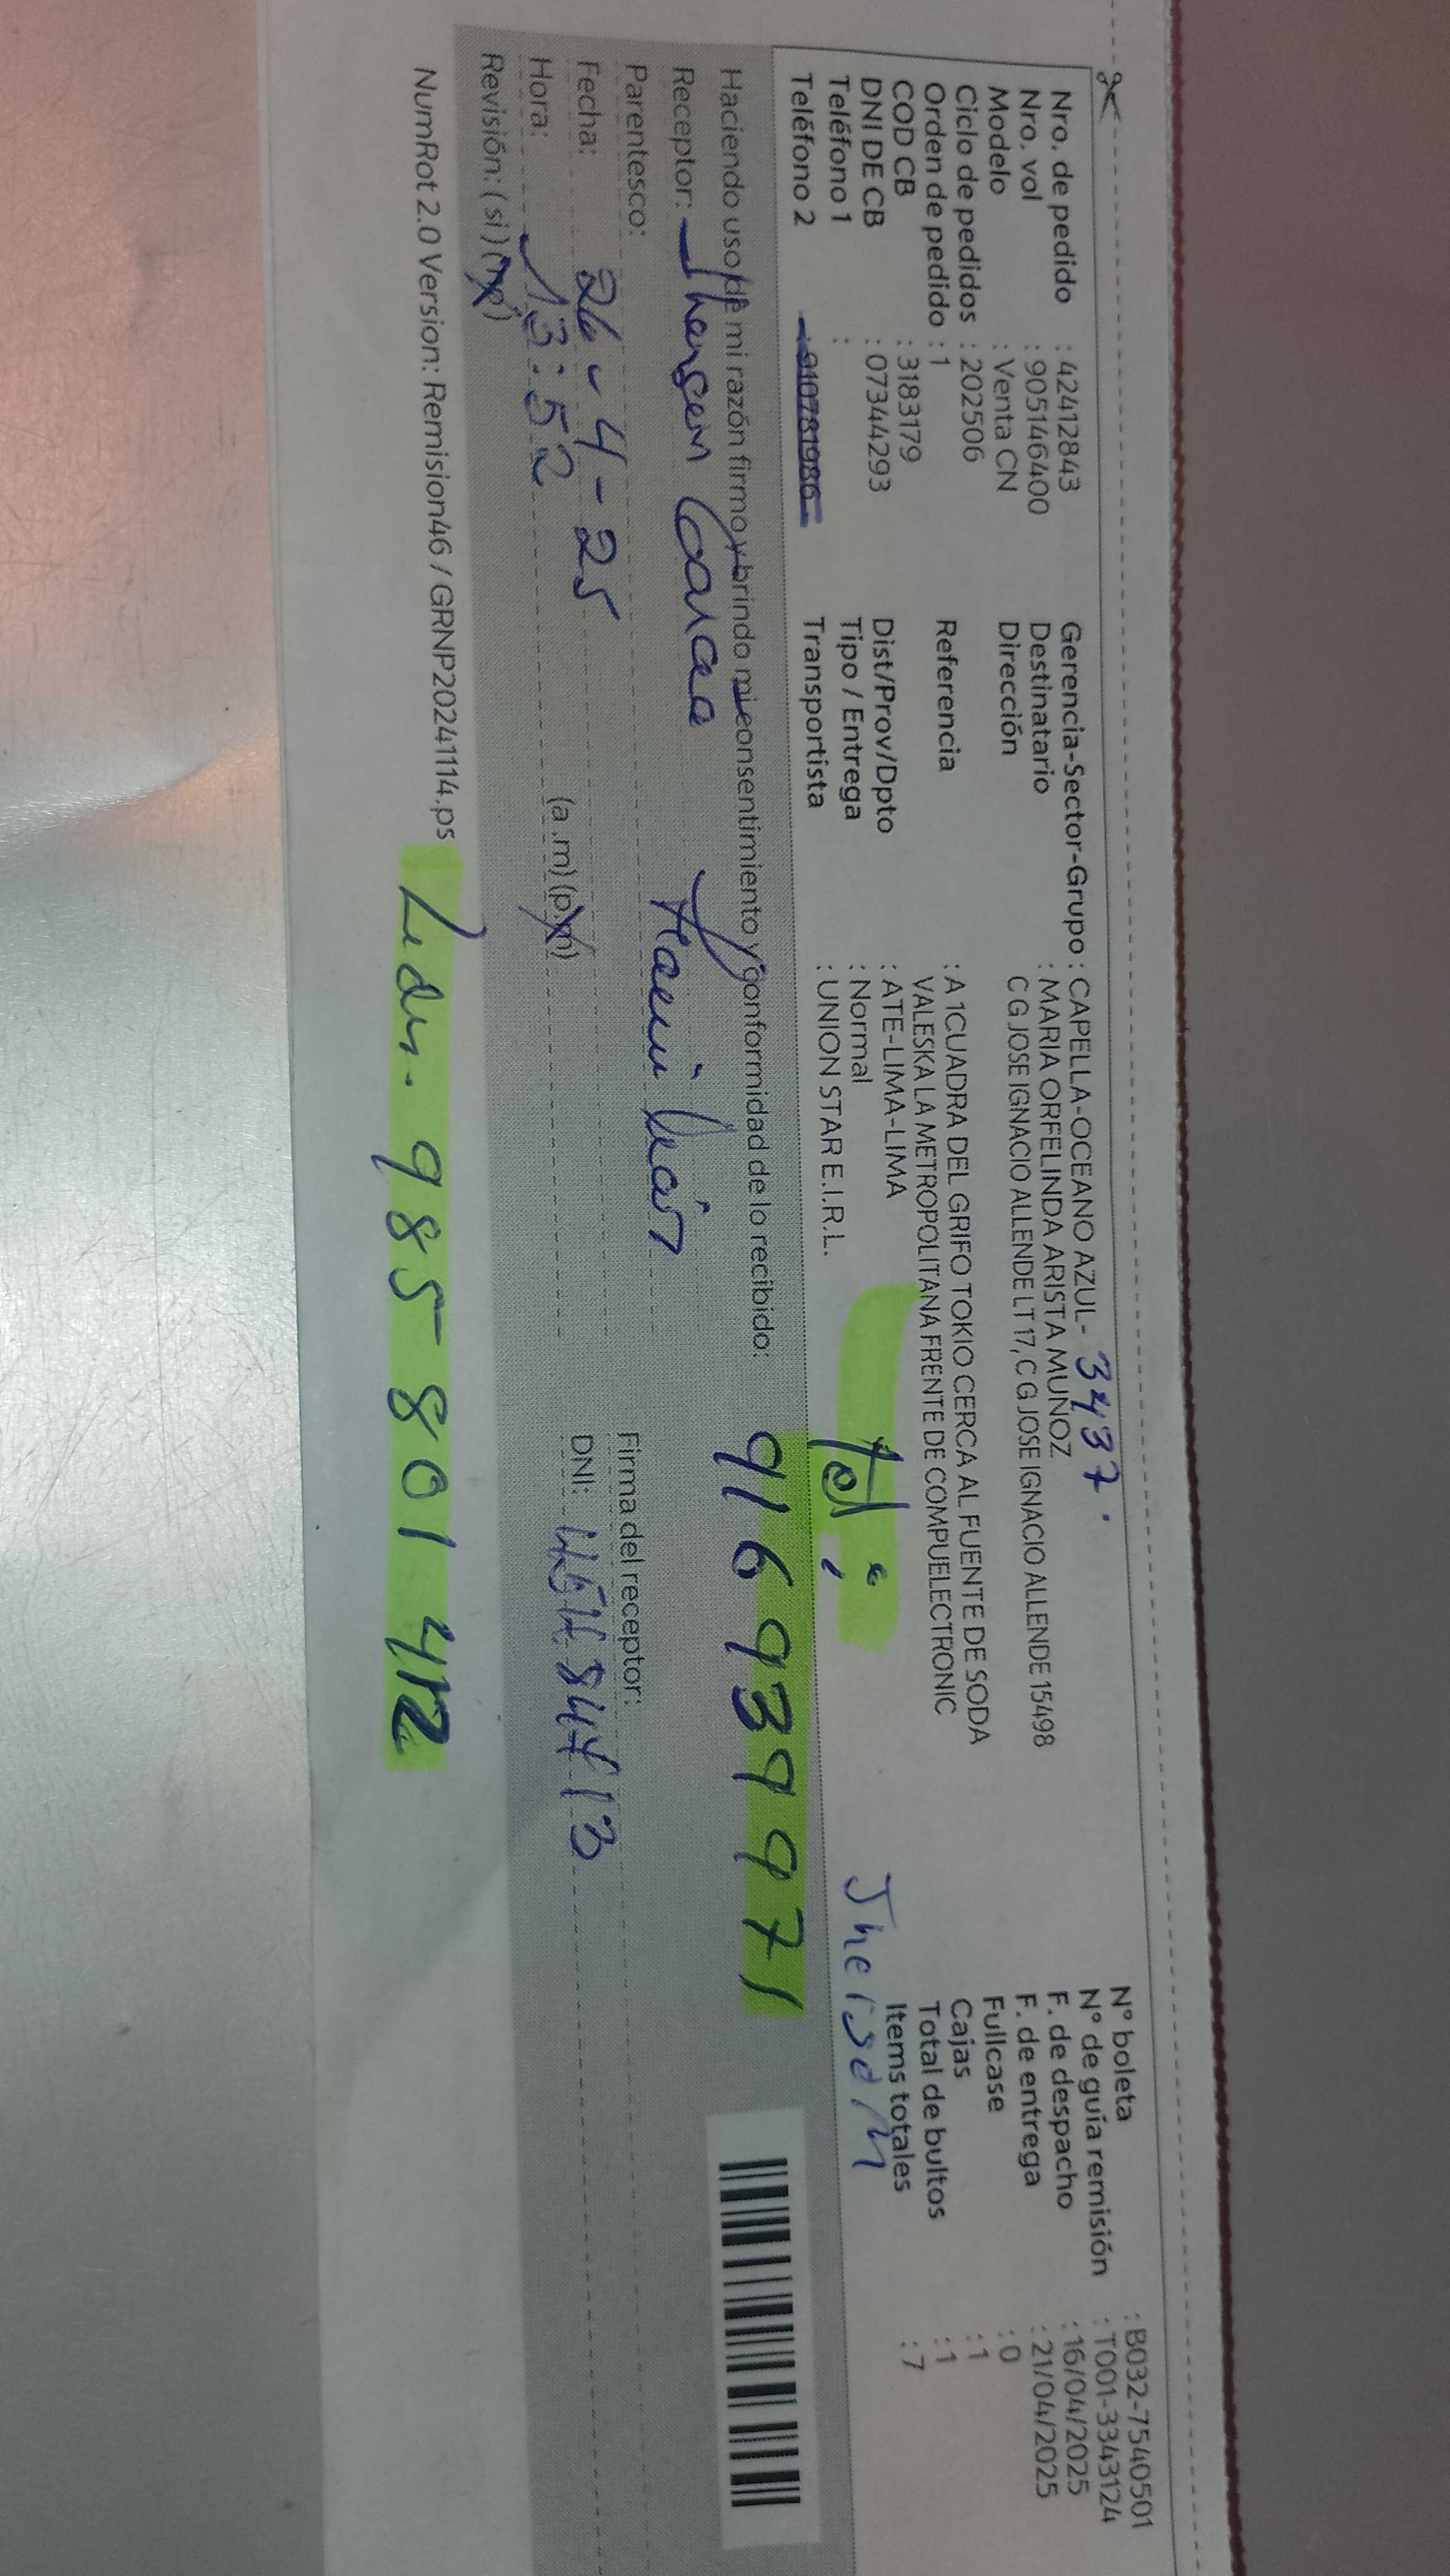 Nro. de pedido : 42412843
Nro. vol : 905146400
Modelo : Venta CN
Ciclo de pedidos : 202506
Orden de pedido : 1
COD CB : 3183179
DNI DE CB : 07344293
Teléfono 1 :
Teléfono 2 : 910781986
Gerencia-Sector-Grupo : CAPELLA-OCEANO AZUL- 3437.
Destinatario : MARIA ORFELINDA ARISTA MUÑOZ
Dirección C G JOSE IGNACIO ALLENDE LT 17, C G JOSE IGNACIO ALLENDE 15498
Referencia : A 1CUADRA DEL GRIFO TOKIO CERCA AL FUENTE DE SODA
VALESKA LA METROPOLITANA FRENTE DE COMPUELECTRONIC
Dist/Prov/Dpto : ATE-LIMA-LIMA
Tipo / Entrega : Normal
Transportista : UNION STAR E.I.R.L.
Tel:
N° boleta : B032-7540501
N° de guía remisión : T001-3343124
F. de despacho : 16/04/2025
F. de entrega : 21/04/2025
Fullcase : 0
Cajas : 1
Total de bultos : 1
Items totales : 7
Haciendo uso de mi razón firmo y brindo mi consentimiento y conformidad de lo recibido:
916939971
Receptor:
Parentesco:
Firma del receptor:
Fecha: 26-4-25
DNI:
Hora: 13:52 (a.m) (p.m)
Revisión: (si) (no)
NumRot 2.0 Version: Remision46 / GRNP20241114.ps
985801412